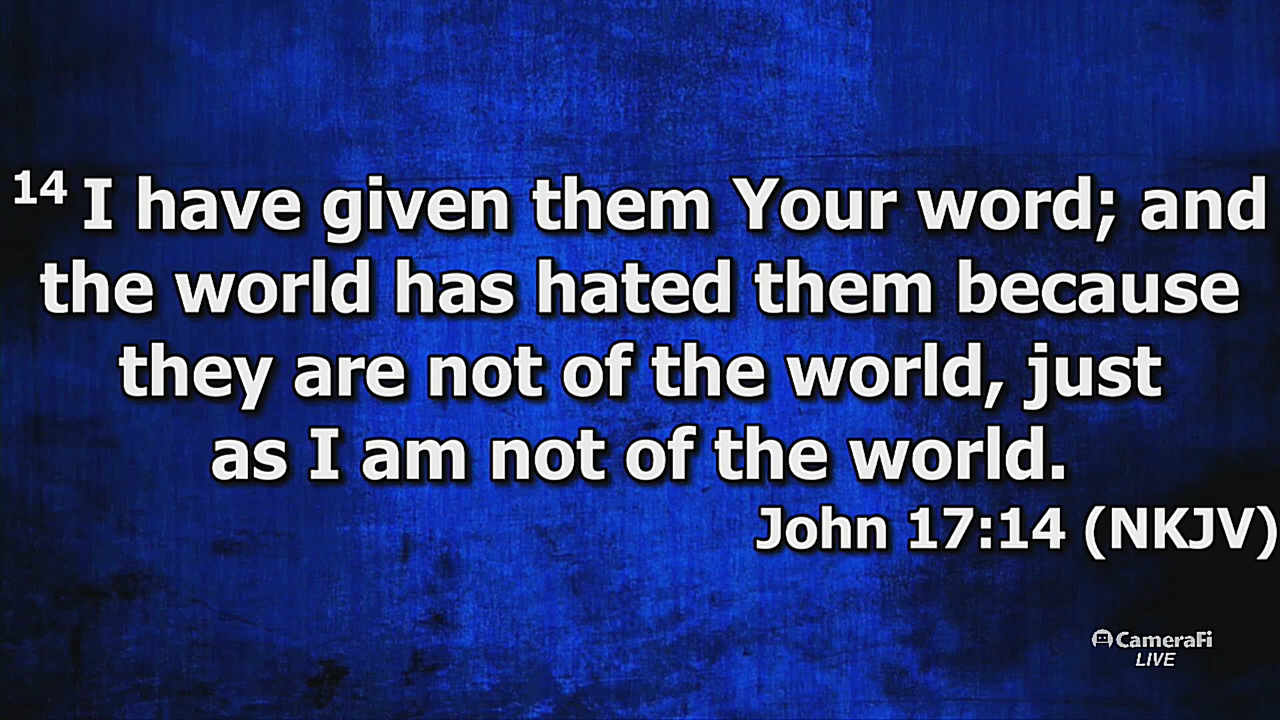 14 I have given them Your word; and
the world has hated them because
they are not of the world, just
as I am not of the world.
John 17:14 (NKJV)
CameraFi
LIVE